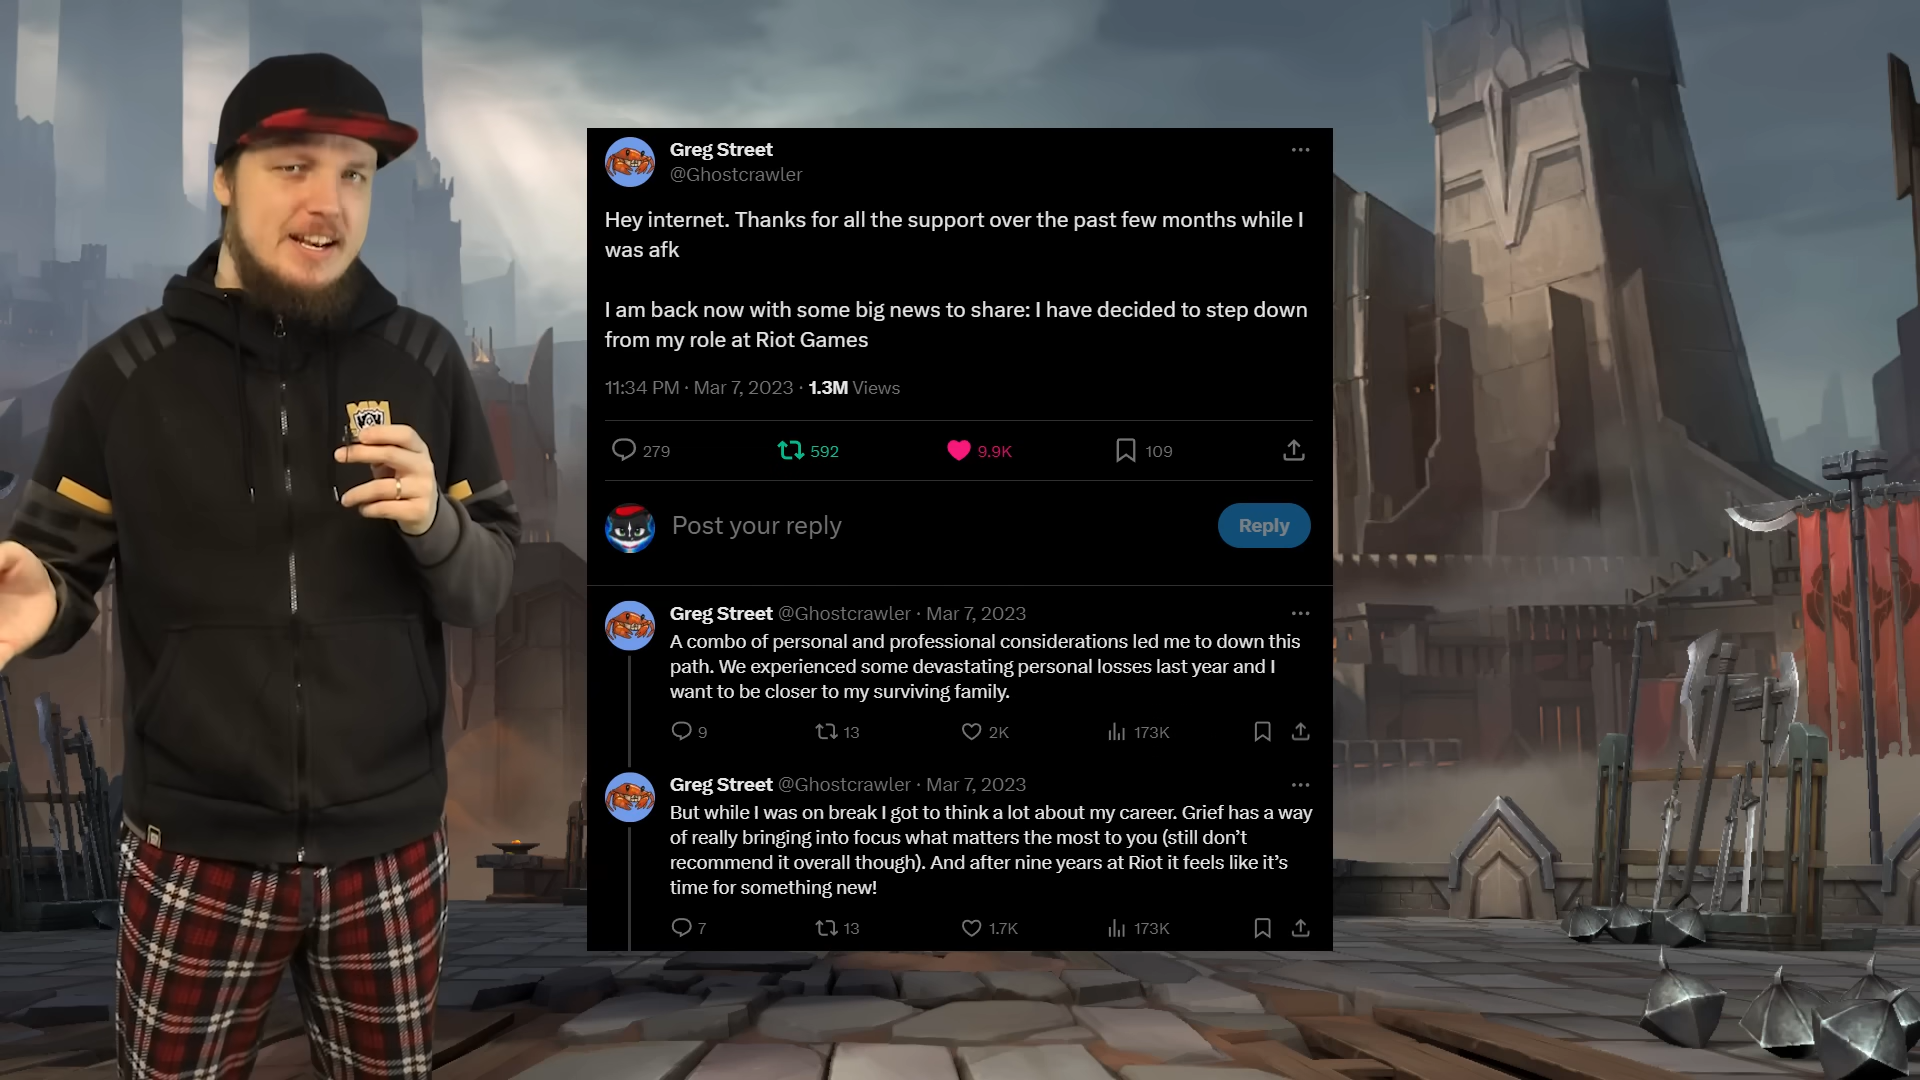 Greg Street
@Ghostcrawler
Hey internet. Thanks for all the support over the past few months while I
was afk
I am back now with some big news to share: I have decided to step down
from my role at Riot Games
11:34 PM · Mar 7, 2023 · 1.3M Views
279 592 9.9K 109
Post your reply
Reply
Greg Street @Ghostcrawler · Mar 7, 2023
A combo of personal and professional considerations led me to down this
path. We experienced some devastating personal losses last year and I
want to be closer to my surviving family.
9 13 2K 173K
Greg Street @Ghostcrawler · Mar 7, 2023
But while I was on break I got to think a lot about my career. Grief has a way
of really bringing into focus what matters the most to you (still don’t
recommend it overall though). And after nine years at Riot it feels like it’s
time for something new!
7 13 1.7K 173K